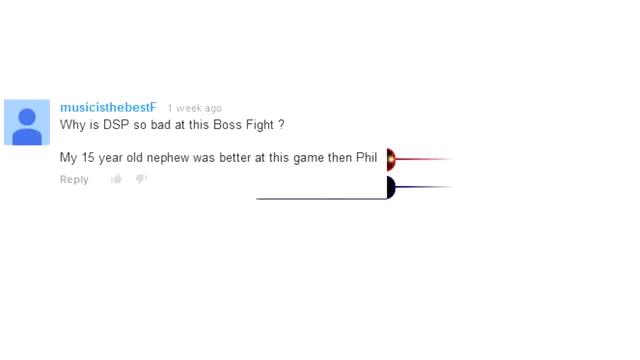 musicisthebestF 1 week ago
Why is DSP so bad at this Boss Fight ?
My 15 year old nephew was better at this game then Phil
Reply